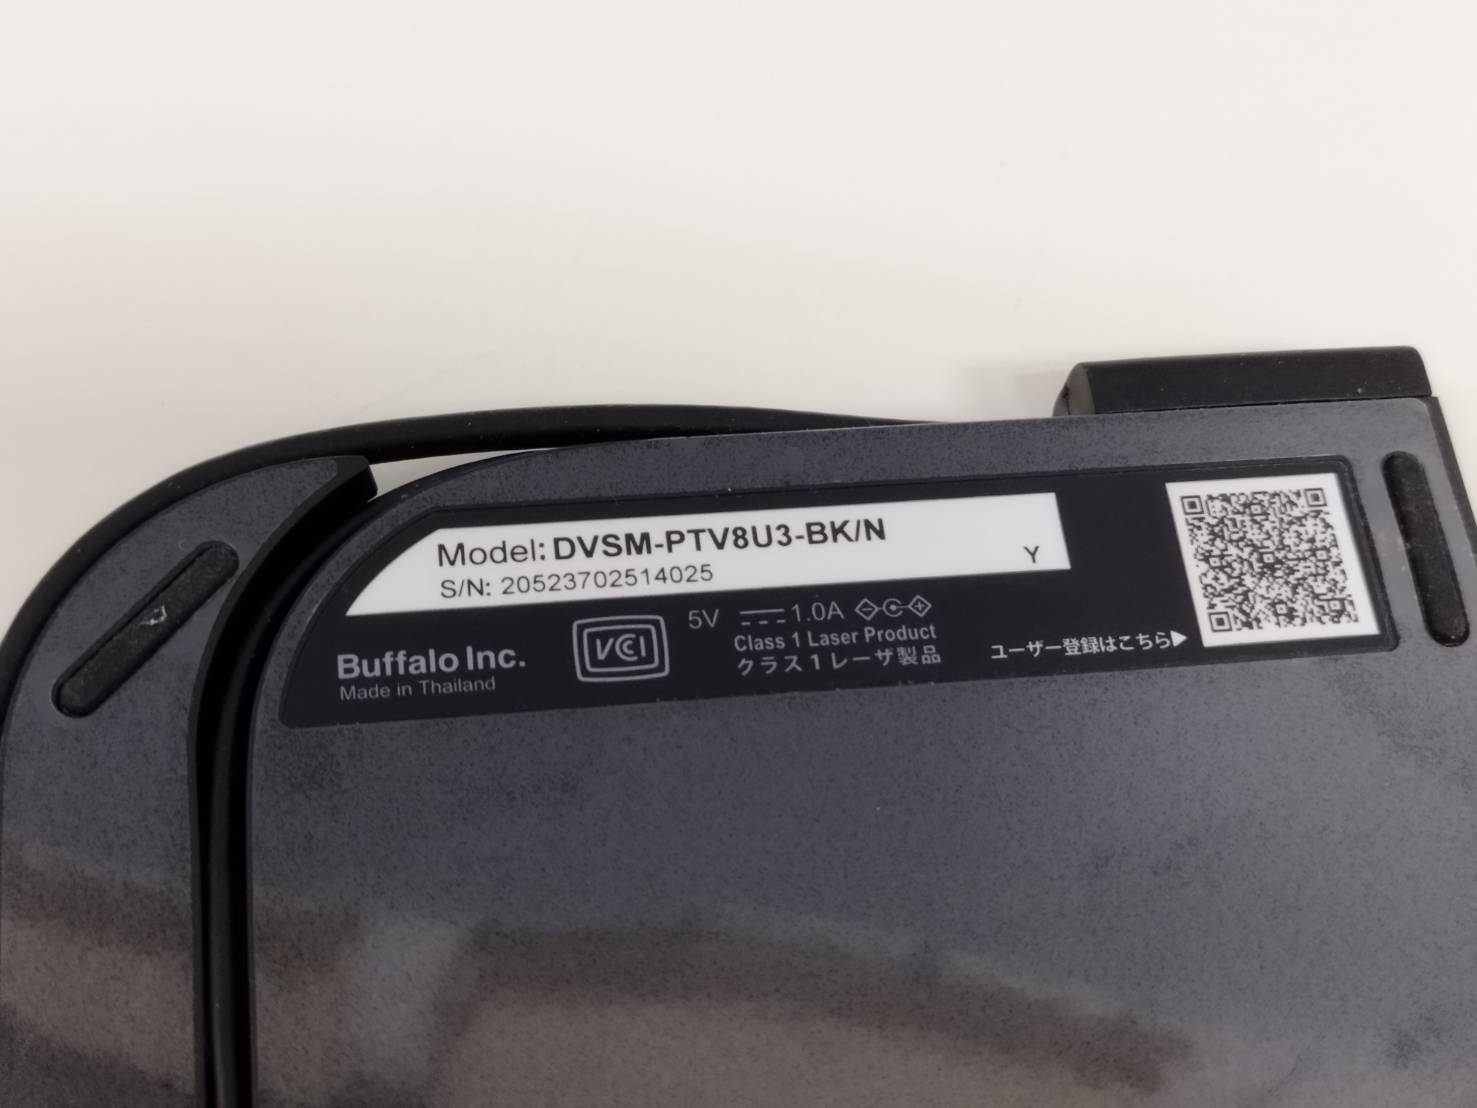 Model: DVSM-PTV8U3-BK/N
S/N: 20523702514025
Y
Buffalo Inc.
Made in Thailand
VCCI
5V 1.0A
Class 1 Laser Product
クラス1レーザ製品
ユーザー登録はこちら▶